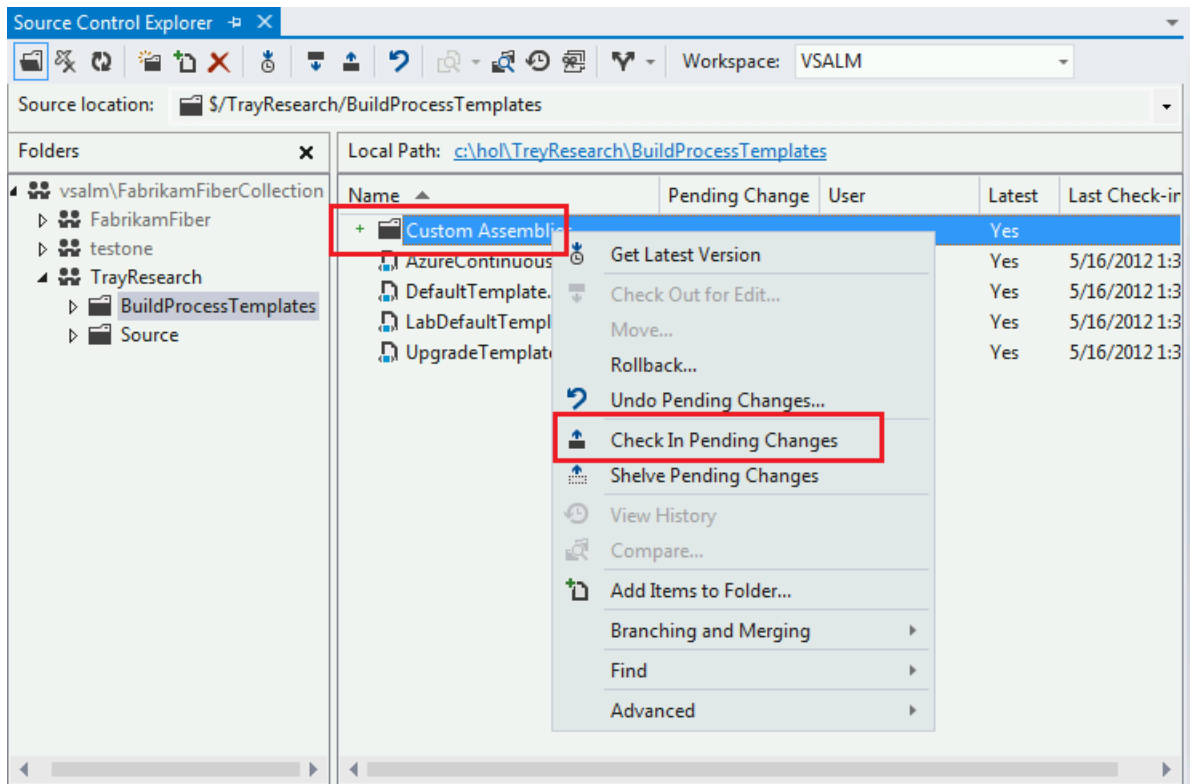 Source Control Explorer
Workspace: VSALM
Source location: $/TrayResearch/BuildProcessTemplates
Folders
Local Path: c:\hol\TreyResearch\BuildProcessTemplates
vsalm\FabrikamFiberCollection
FabrikamFiber
testone
TrayResearch
BuildProcessTemplates
Source
Name Pending Change User Latest Last Check-in
Custom Assemblies Yes
AzureContinuous Yes 5/16/2012 1:3
DefaultTemplate. Yes 5/16/2012 1:3
LabDefaultTempl Yes 5/16/2012 1:3
UpgradeTemplate Yes 5/16/2012 1:3
Get Latest Version
Check Out for Edit...
Move...
Rollback...
Undo Pending Changes...
Check In Pending Changes
Shelve Pending Changes
View History
Compare...
Add Items to Folder...
Branching and Merging
Find
Advanced